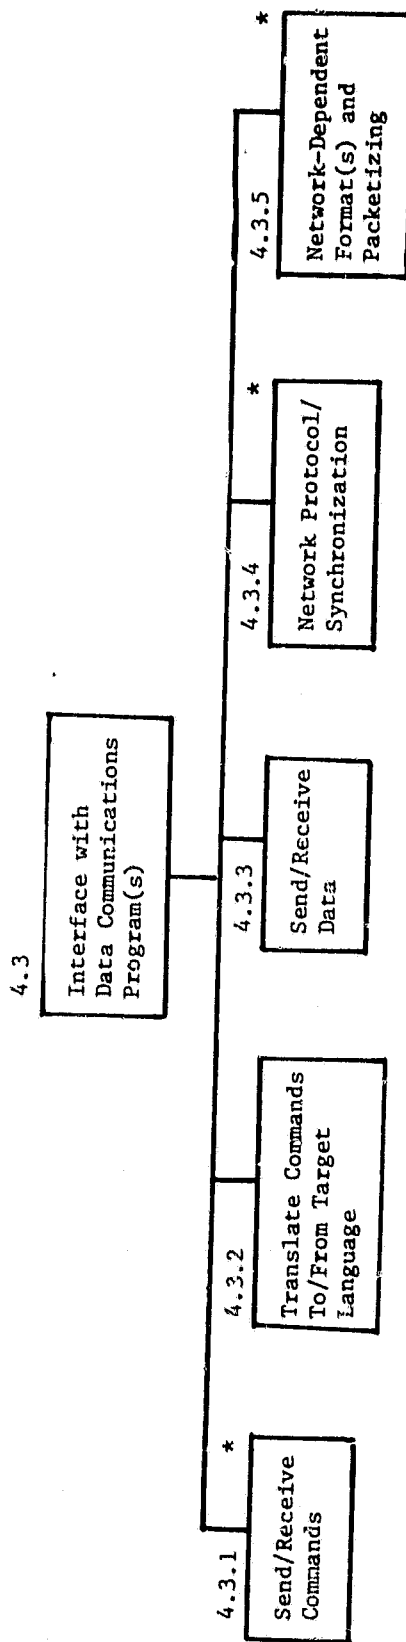 4.3
Interface with
Data Communications
Program(s)
4.3.1 *
Send/Receive
Commands
4.3.2
Translate Commands
To/From Target
Language
4.3.3
Send/Receive
Data
4.3.4 *
Network Protocol/
Synchronization
4.3.5 *
Network-Dependent
Format(s) and
Packetizing